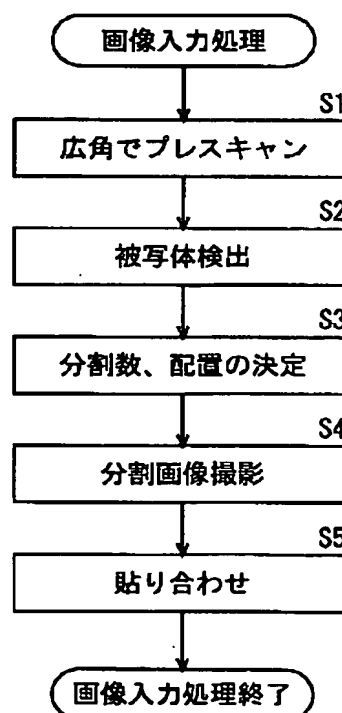 画像入力処理
S1
広角でプレスキャン
S2
被写体検出
S3
分割数、配置の決定
S4
分割画像撮影
S5
貼り合わせ
画像入力処理終了